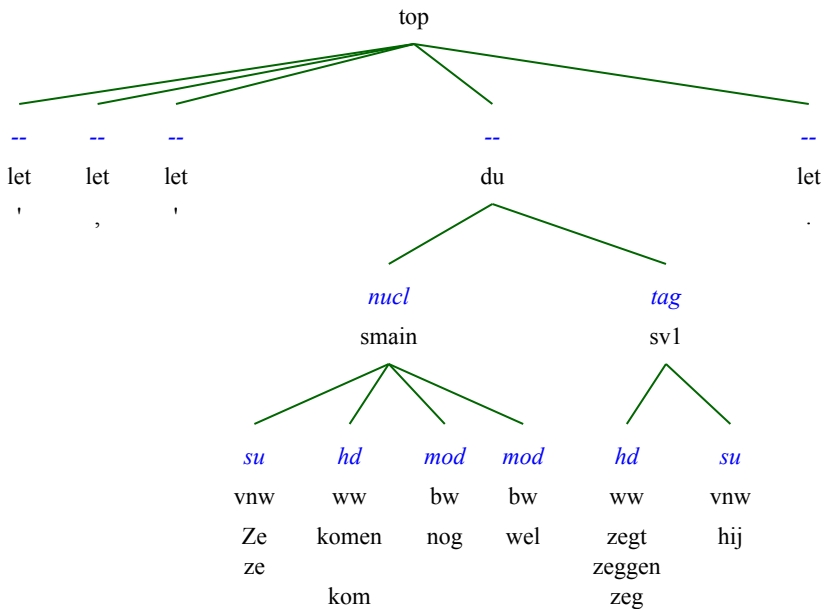 top
-- -- -- -- --
let let let du let
' , ' .
nucl tag
smain sv1
su hd mod mod hd su
vnw ww bw bw ww vnw
Ze komen nog wel zegt hij
ze zeggen
kom zeg